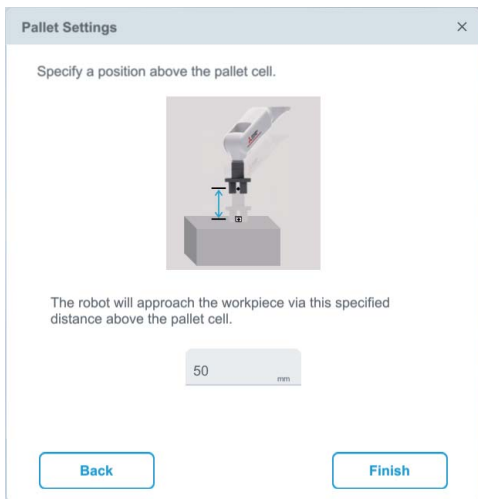 Pallet Settings
Specify a position above the pallet cell.
The robot will approach the workpiece via this specified
distance above the pallet cell.
50
mm
Back
Finish